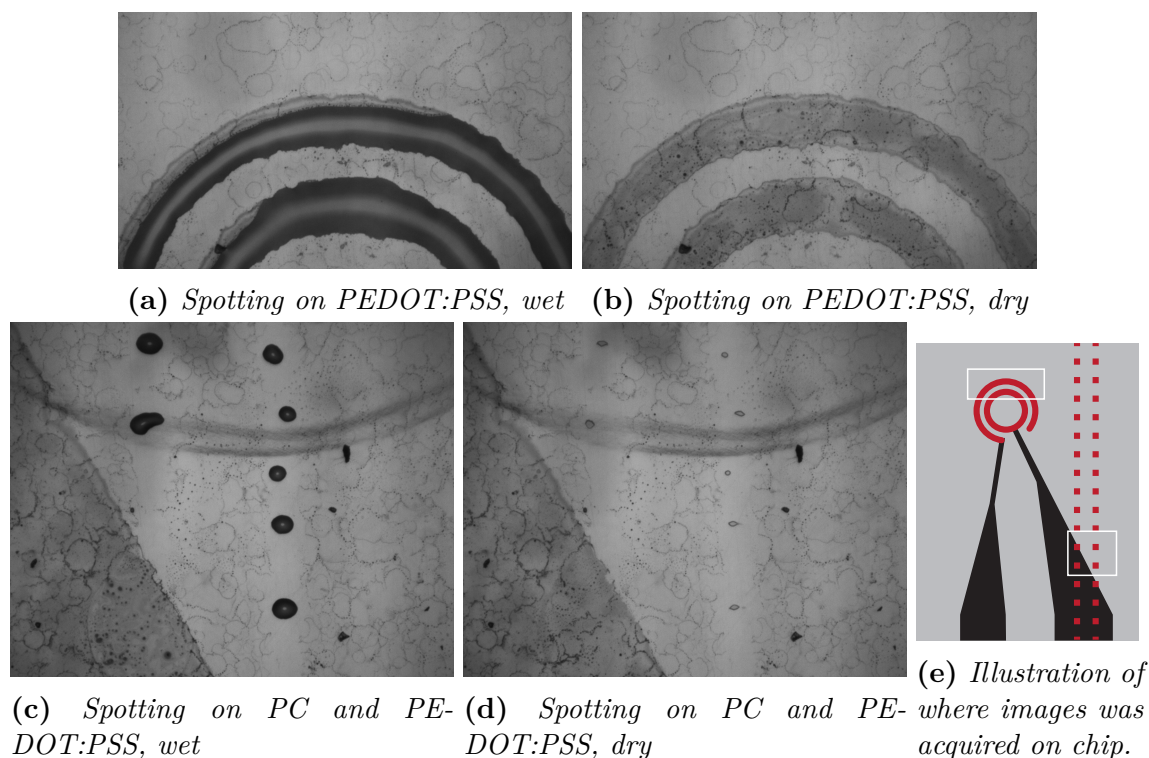 (a) Spotting on PEDOT:PSS, wet
(b) Spotting on PEDOT:PSS, dry
(c) Spotting on PC and PE-
DOT:PSS, wet
(d) Spotting on PC and PE-
DOT:PSS, dry
(e) Illustration of
where images was
acquired on chip.